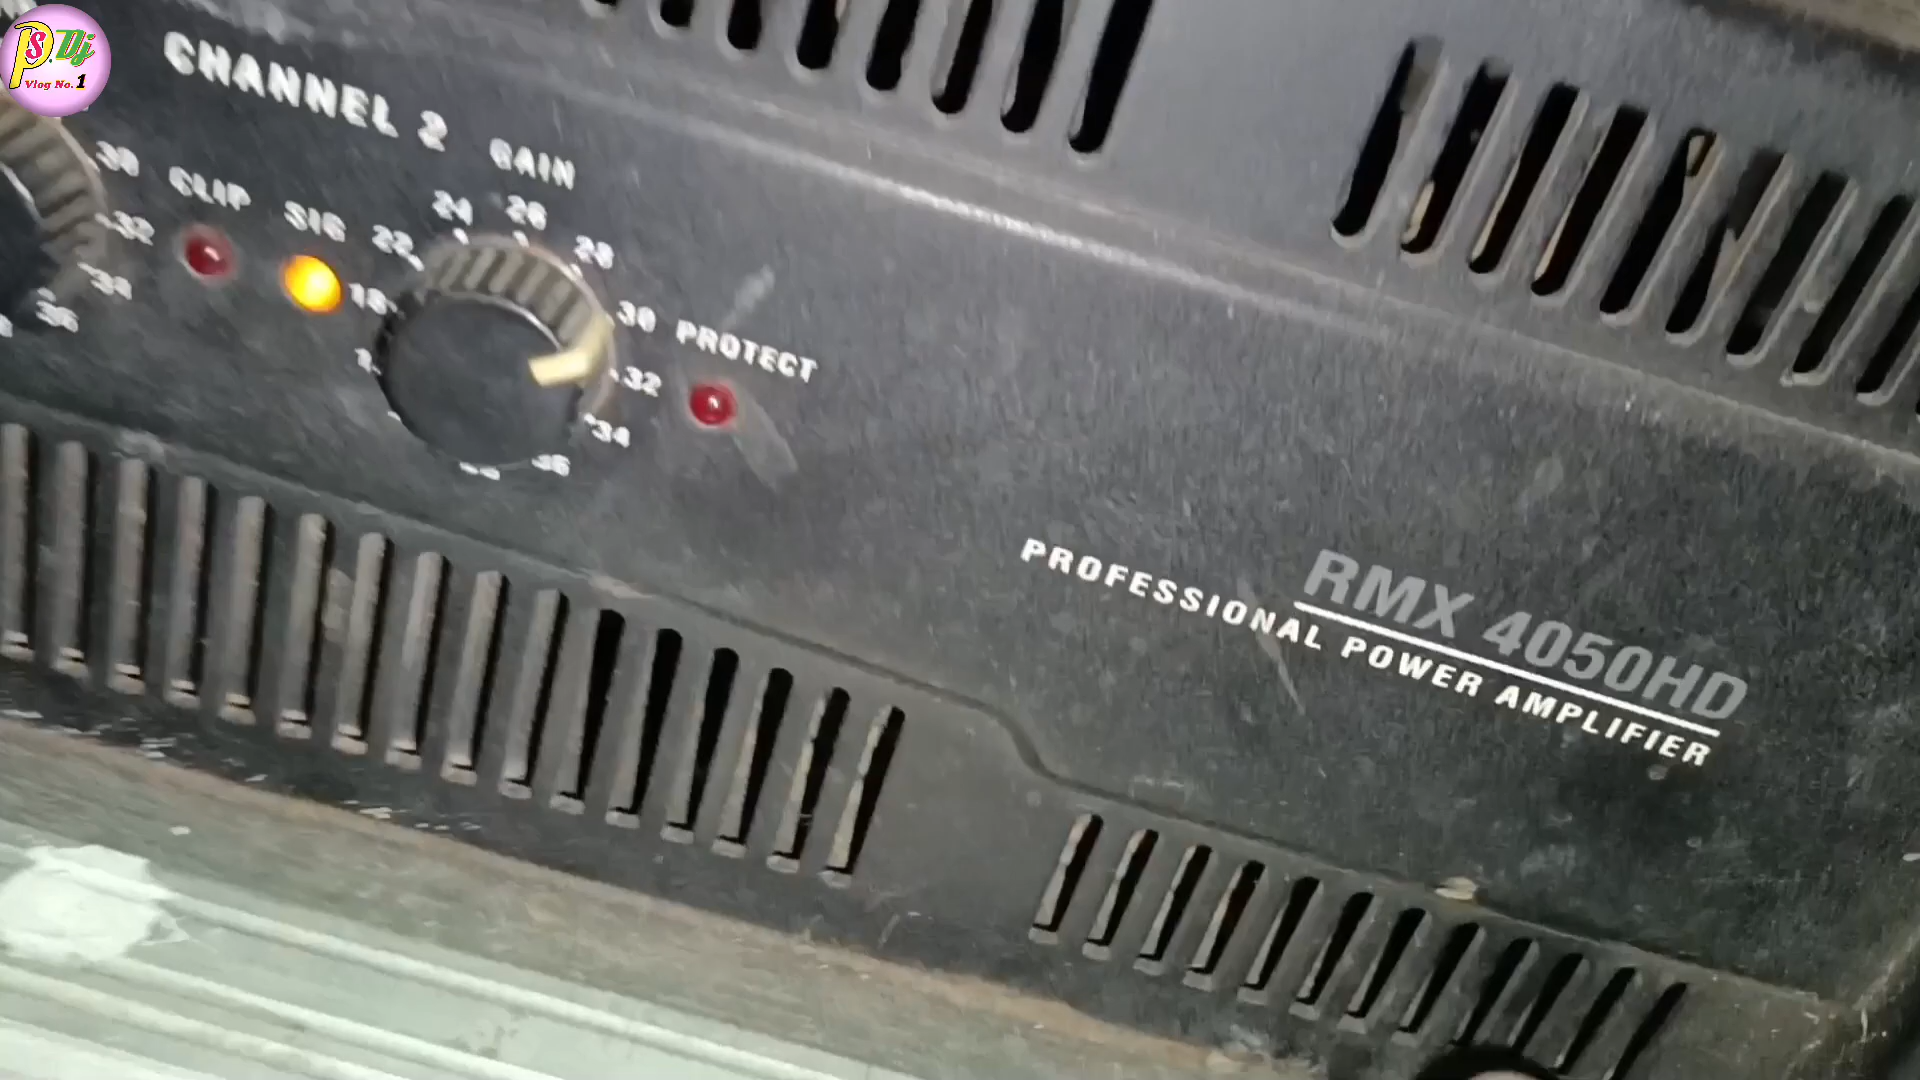 PS.Dj
Vlog No.1
CHANNEL 2
GAIN
CLIP
SIG
18
22
24
26
28
30
32
34
36
PROTECT
30
32
34
36
RMX 4050HD
PROFESSIONAL POWER AMPLIFIER